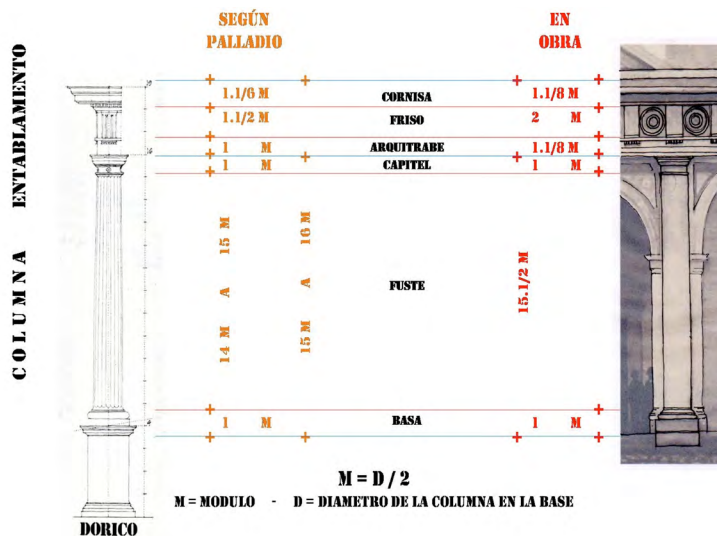 SEGÚN
PALLADIO
EN
OBRA
COLUMNA ENTABLAMENTO
1.1/6 M CORNISA 1.1/8 M
1.1/2 M FRISO 2 M
1 M ARQUITRABE 1.1/8 M
1 M CAPITEL 1 M
14 M A 15 M
15 M A 16 M
FUSTE
15.1/2 M
1 M BASA 1 M
M = D / 2
M = MODULO - D = DIAMETRO DE LA COLUMNA EN LA BASE
DORICO